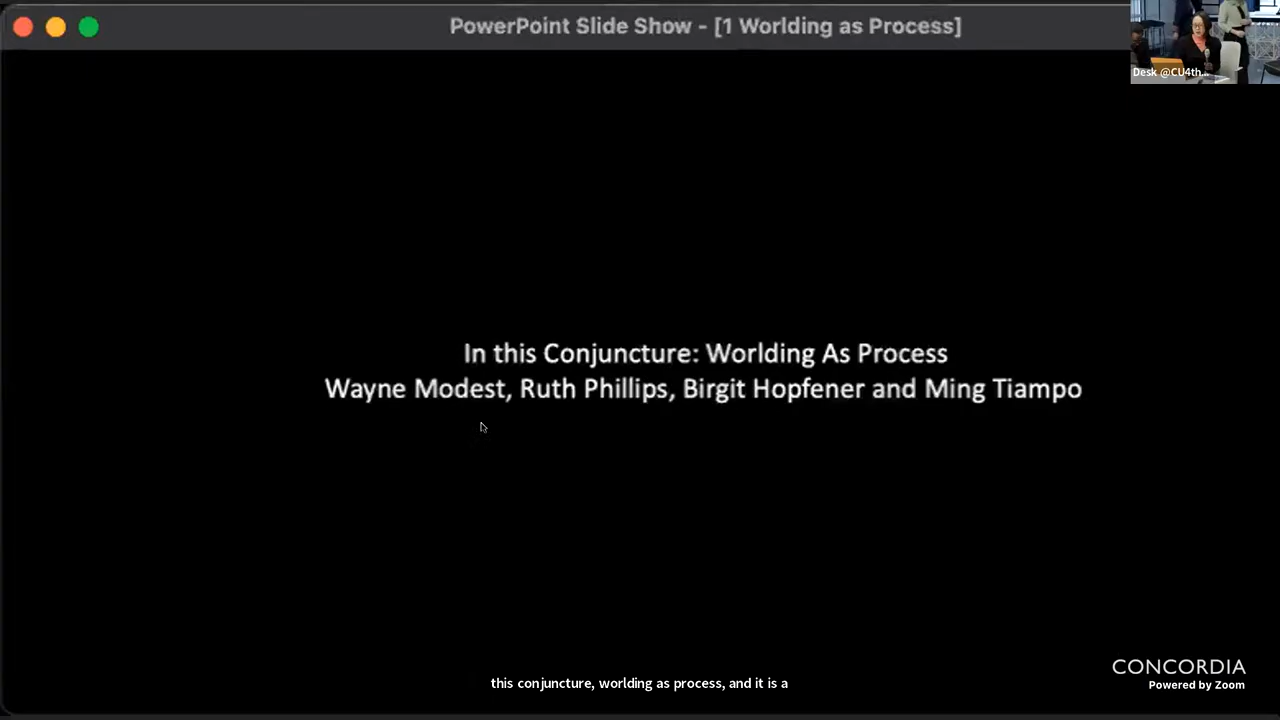 PowerPoint Slide Show - [1 Worlding as Process]
Desk @CU4th...
In this Conjuncture: Worlding As Process
Wayne Modest, Ruth Phillips, Birgit Hopfener and Ming Tiampo
CONCORDIA
this conjuncture, worlding as process, and it is a
Powered by Zoom